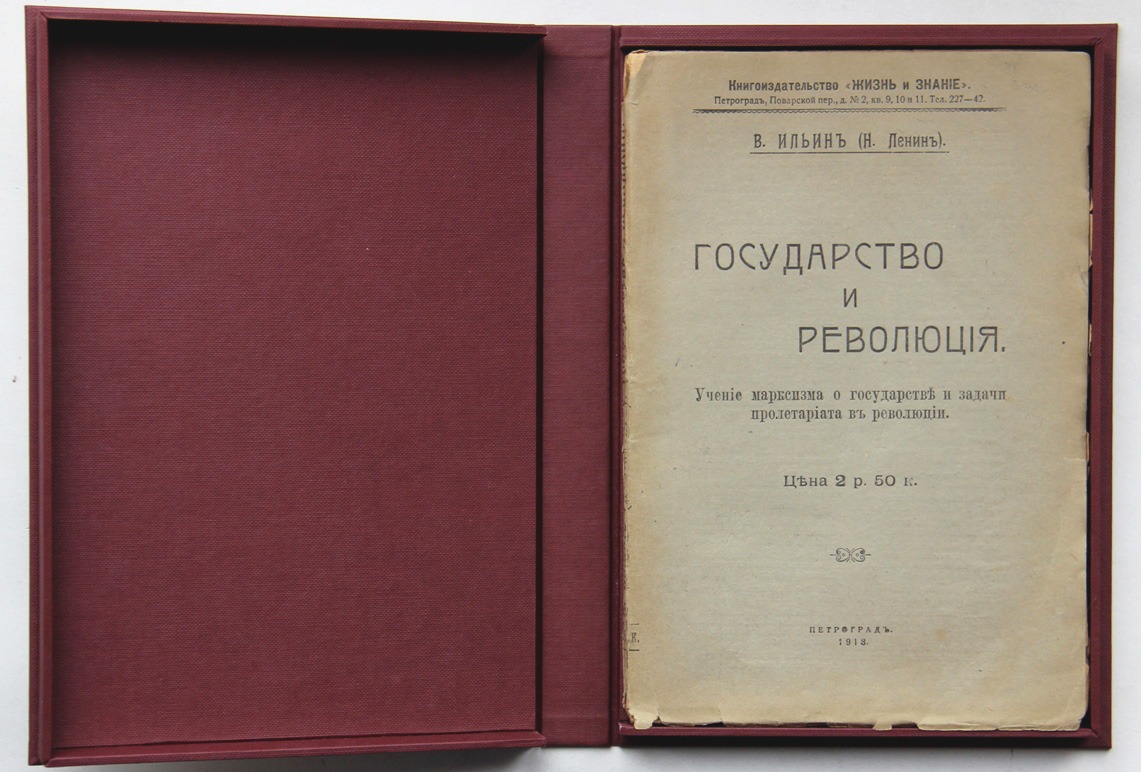 Книгоиздательство «ЖИЗНЬ и ЗНАНІЕ».
Петроградъ, Поварской пер., д. № 2, кв. 9, 10 и 11. Тел. 227—42.
В. ИЛЬИНЪ (Н. Ленинъ).
ГОСУДАРСТВО
И
РЕВОЛЮЦІЯ.
Ученіе марксизма о государствѣ и задачи
пролетаріата въ революціи.
Цѣна 2 р. 50 к.
ПЕТРОГРАДЪ.
1918.